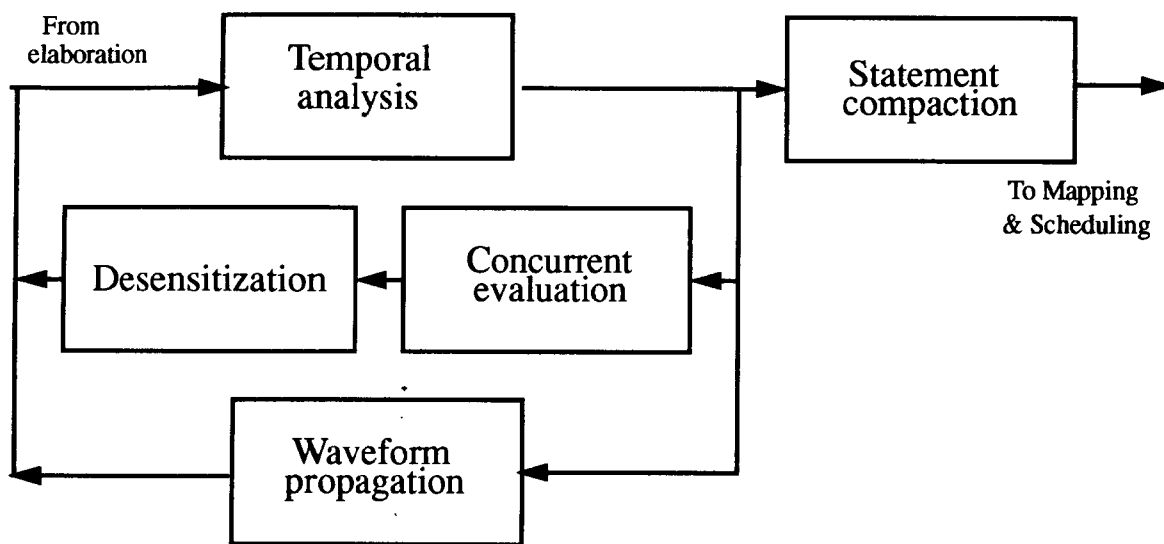 From
elaboration
Temporal
analysis
Statement
compaction
To Mapping
& Scheduling
Desensitization
Concurrent
evaluation
Waveform
propagation